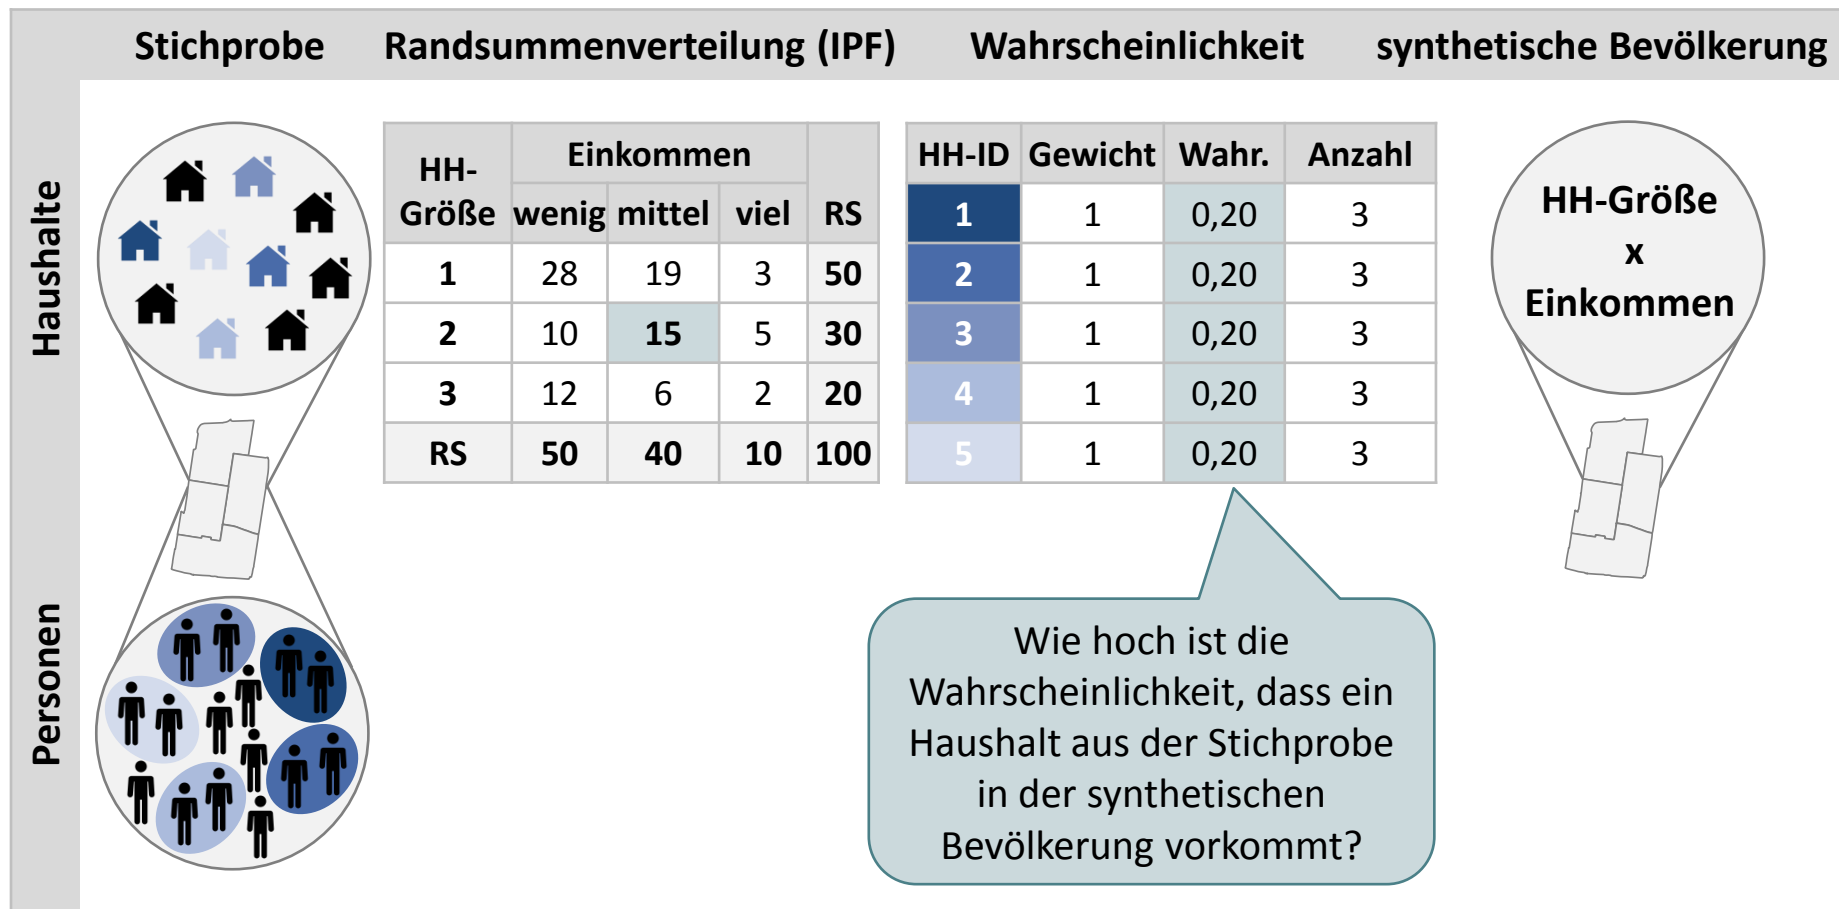 Stichprobe Randsummenverteilung (IPF) Wahrscheinlichkeit synthetische Bevölkerung
Haushalte
HH-Größe Einkommen RS
wenig mittel viel
1 28 19 3 50
2 10 15 5 30
3 12 6 2 20
RS 50 40 10 100
HH-ID Gewicht Wahr. Anzahl
1 1 0,20 3
2 1 0,20 3
3 1 0,20 3
4 1 0,20 3
5 1 0,20 3
HH-Größe
x
Einkommen
Personen
Wie hoch ist die
Wahrscheinlichkeit, dass ein
Haushalt aus der Stichprobe
in der synthetischen
Bevölkerung vorkommt?